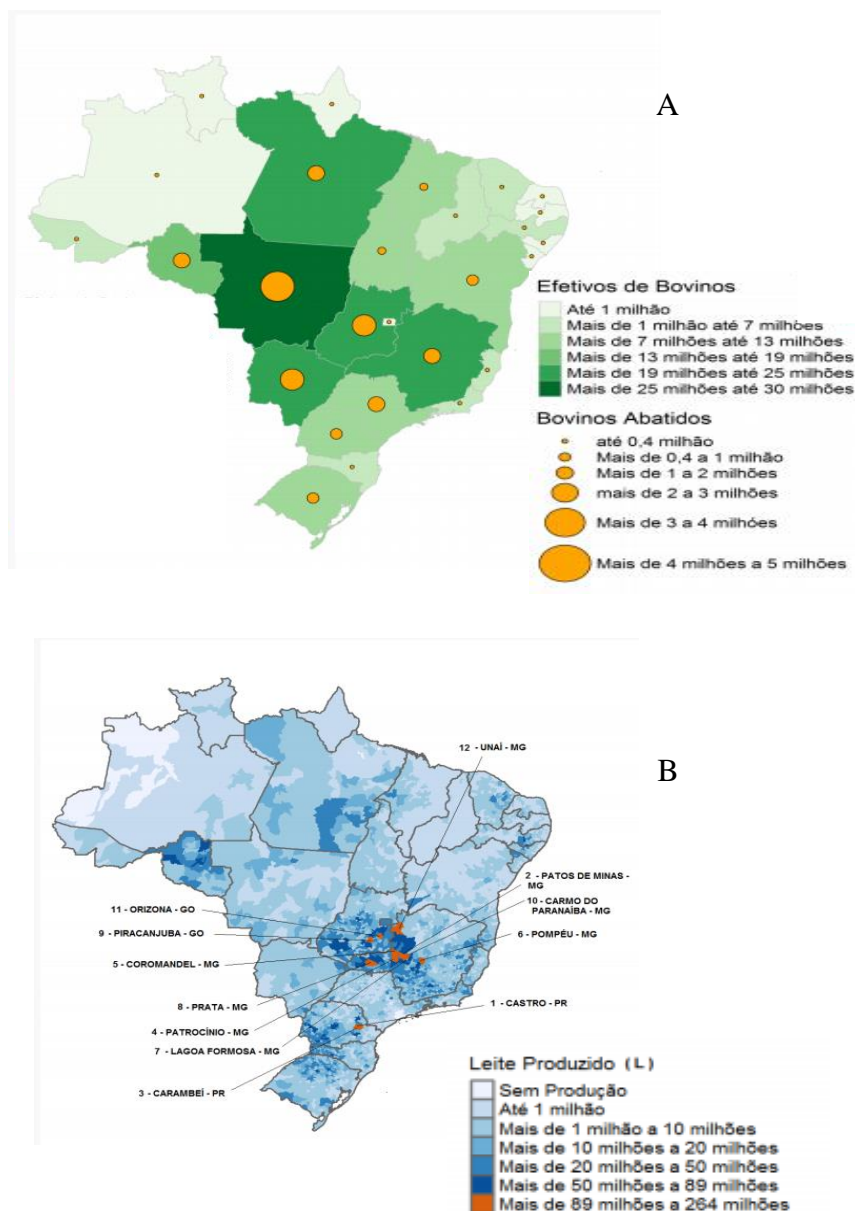 A
Efetivos de Bovinos
Até 1 milhão
Mais de 1 milhão até 7 milhões
Mais de 7 milhões até 13 milhões
Mais de 13 milhões até 19 milhões
Mais de 19 milhões até 25 milhões
Mais de 25 milhões até 30 milhões
Bovinos Abatidos
até 0,4 milhão
Mais de 0,4 a 1 milhão
Mais de 1 a 2 milhões
mais de 2 a 3 milhões
Mais de 3 a 4 milhões
Mais de 4 milhões a 5 milhões
B
12 - UNAÍ - MG
2 - PATOS DE MINAS -
MG
10 - CARMO DO
PARANAÍBA - MG
6 - POMPÉU - MG
11 - ORIZONA - GO
9 - PIRACANJUBA - GO
5 - COROMANDEL - MG
8 - PRATA - MG
1 - CASTRO - PR
4 - PATROCÍNIO - MG
7 - LAGOA FORMOSA - MG
3 - CARAMBEÍ - PR
Leite Produzido (L)
Sem Produção
Até 1 milhão
Mais de 1 milhão a 10 milhões
Mais de 10 milhões a 20 milhões
Mais de 20 milhões a 50 milhões
Mais de 50 milhões a 89 milhões
Mais de 89 milhões a 264 milhões